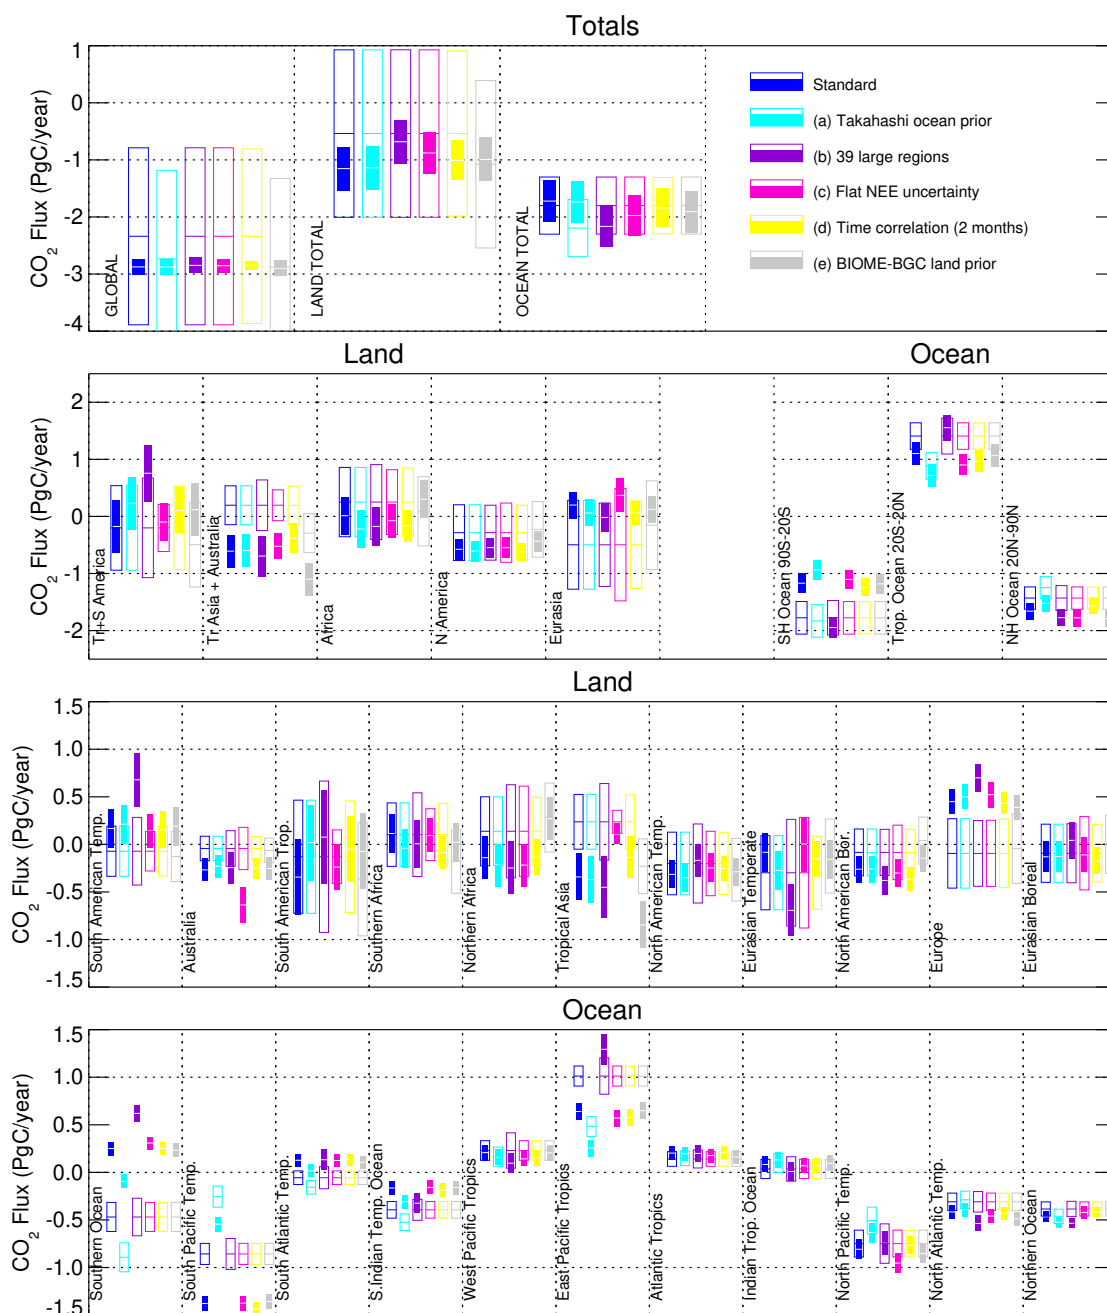 Totals
CO2 Flux (PgC/year)
1
0
-1
-2
-3
-4
GLOBAL
LAND TOTAL
OCEAN TOTAL
Standard
(a) Takahashi ocean prior
(b) 39 large regions
(c) Flat NEE uncertainty
(d) Time correlation (2 months)
(e) BIOME-BGC land prior
Land
Ocean
CO2 Flux (PgC/year)
2
1
0
-1
-2
Tr+S America
Tr Asia + Australia
Africa
N America
Eurasia
SH Ocean 90S-20S
Trop. Ocean 20S-20N
NH Ocean 20N-90N
Land
CO2 Flux (PgC/year)
1.5
1.0
0.5
0.0
-0.5
-1.0
-1.5
South American Temp.
Australia
South American Trop.
Southern Africa
Northern Africa
Tropical Asia
North American Temp.
Eurasian Temperate
North American Bor.
Europe
Eurasian Boreal
Ocean
CO2 Flux (PgC/year)
1.5
1.0
0.5
0.0
-0.5
-1.0
-1.5
Southern Ocean
South Pacific Temp.
South Atlantic Temp.
S.Indian Temp. Ocean
West Pacific Tropics
East Pacific Tropics
Atlantic Tropics
Indian Trop. Ocean
North Pacific Temp.
North Atlantic Temp.
Northern Ocean